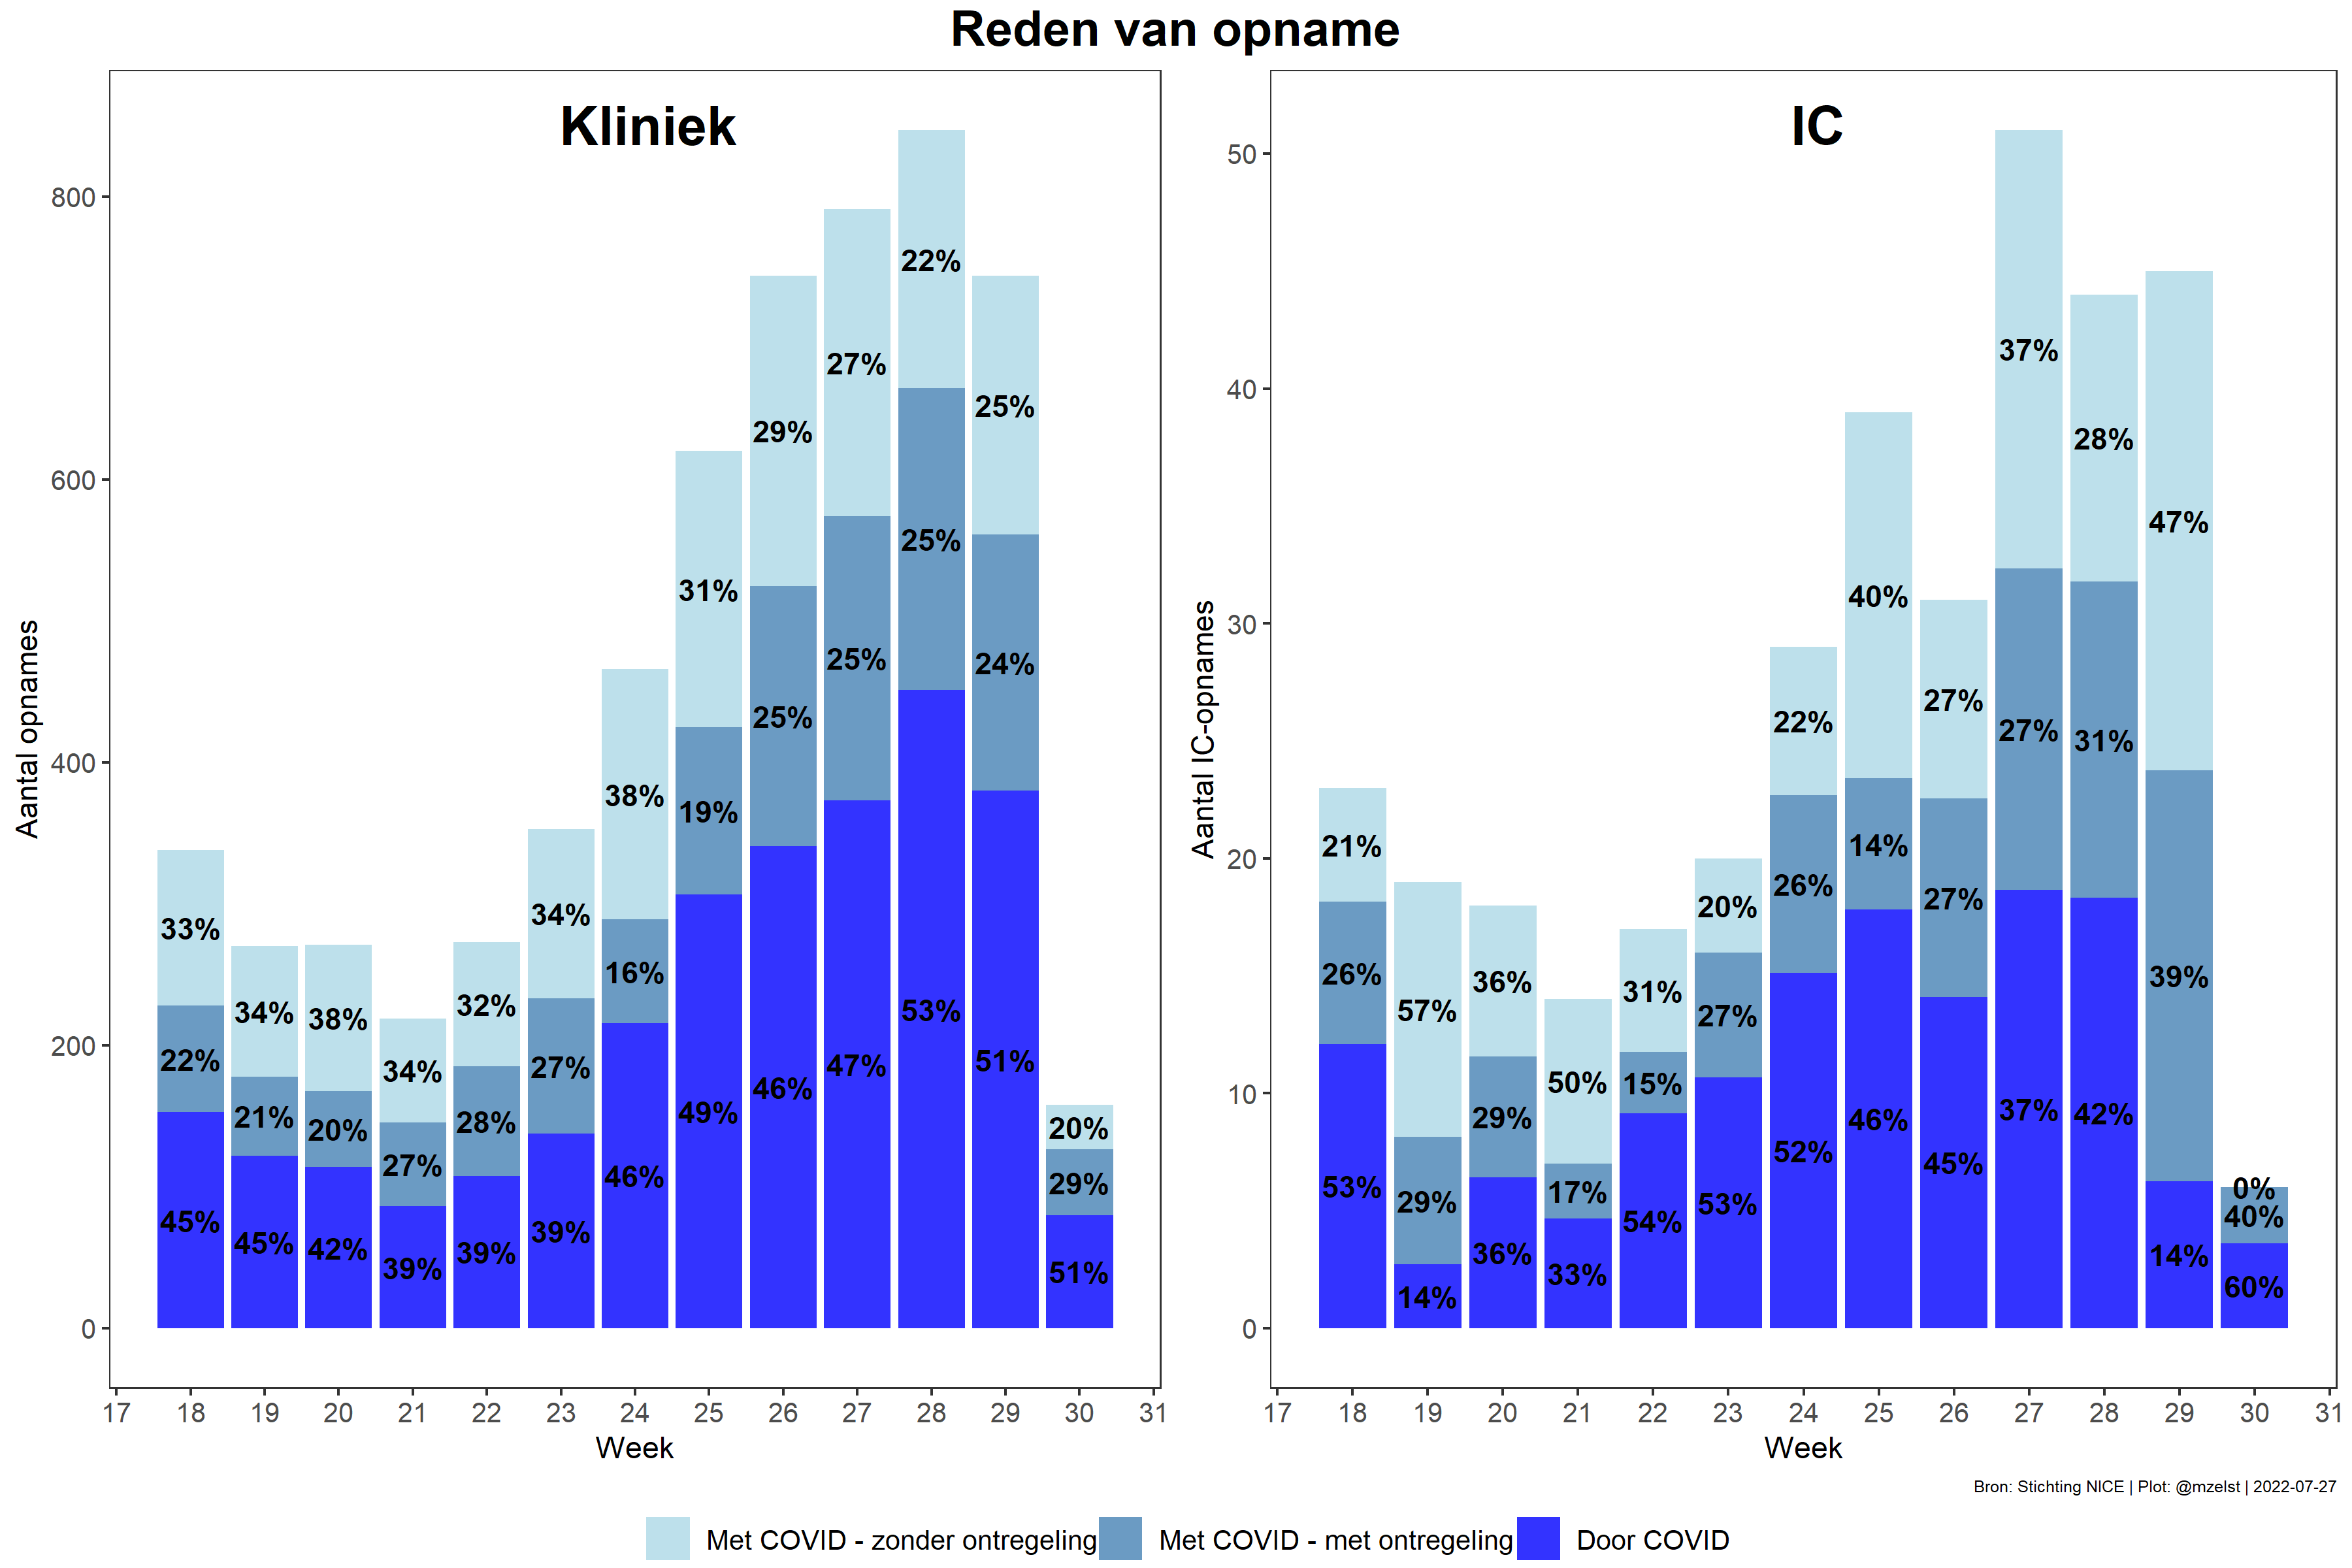 Reden van opname
Kliniek
Aantal opnames
800
600
400
200
0
33% 22% 45%
34% 21% 45%
38% 20% 42%
34% 27% 39%
32% 28% 39%
34% 27% 39%
38% 16% 46%
31% 19% 49%
29% 25% 46%
27% 25% 47%
22% 25% 53%
25% 24% 51%
20% 29% 51%
17 18 19 20 21 22 23 24 25 26 27 28 29 30 31
Week
IC
Aantal IC-opnames
50
40
30
20
10
0
21% 26% 53%
57% 29% 14%
36% 29% 36%
50% 17% 33%
31% 15% 54%
20% 27% 53%
22% 26% 52%
40% 14% 46%
27% 27% 45%
37% 27% 37%
28% 31% 42%
47% 39% 14%
0% 40% 60%
17 18 19 20 21 22 23 24 25 26 27 28 29 30 31
Week
Bron: Stichting NICE | Plot: @mzelst | 2022-07-27
Met COVID - zonder ontregeling Met COVID - met ontregeling Door COVID